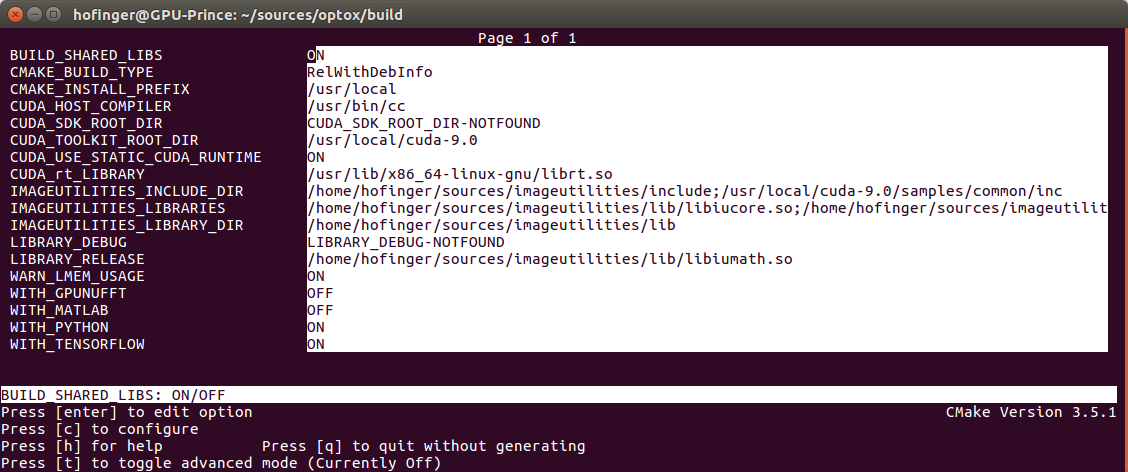 hofinger@GPU-Prince: ~/sources/optox/build
Page 1 of 1
BUILD_SHARED_LIBS ON
CMAKE_BUILD_TYPE RelWithDebInfo
CMAKE_INSTALL_PREFIX /usr/local
CUDA_HOST_COMPILER /usr/bin/cc
CUDA_SDK_ROOT_DIR CUDA_SDK_ROOT_DIR-NOTFOUND
CUDA_TOOLKIT_ROOT_DIR /usr/local/cuda-9.0
CUDA_USE_STATIC_CUDA_RUNTIME ON
CUDA_rt_LIBRARY /usr/lib/x86_64-linux-gnu/librt.so
IMAGEUTILITIES_INCLUDE_DIR /home/hofinger/sources/imageutilities/include;/usr/local/cuda-9.0/samples/common/inc
IMAGEUTILITIES_LIBRARIES /home/hofinger/sources/imageutilities/lib/libiucore.so;/home/hofinger/sources/imageutilit
IMAGEUTILITIES_LIBRARY_DIR /home/hofinger/sources/imageutilities/lib
LIBRARY_DEBUG LIBRARY_DEBUG-NOTFOUND
LIBRARY_RELEASE /home/hofinger/sources/imageutilities/lib/libiumath.so
WARN_LMEM_USAGE ON
WITH_GPUNUFFT OFF
WITH_MATLAB OFF
WITH_PYTHON ON
WITH_TENSORFLOW ON
BUILD_SHARED_LIBS: ON/OFF
Press [enter] to edit option CMake Version 3.5.1
Press [c] to configure
Press [h] for help Press [q] to quit without generating
Press [t] to toggle advanced mode (Currently Off)